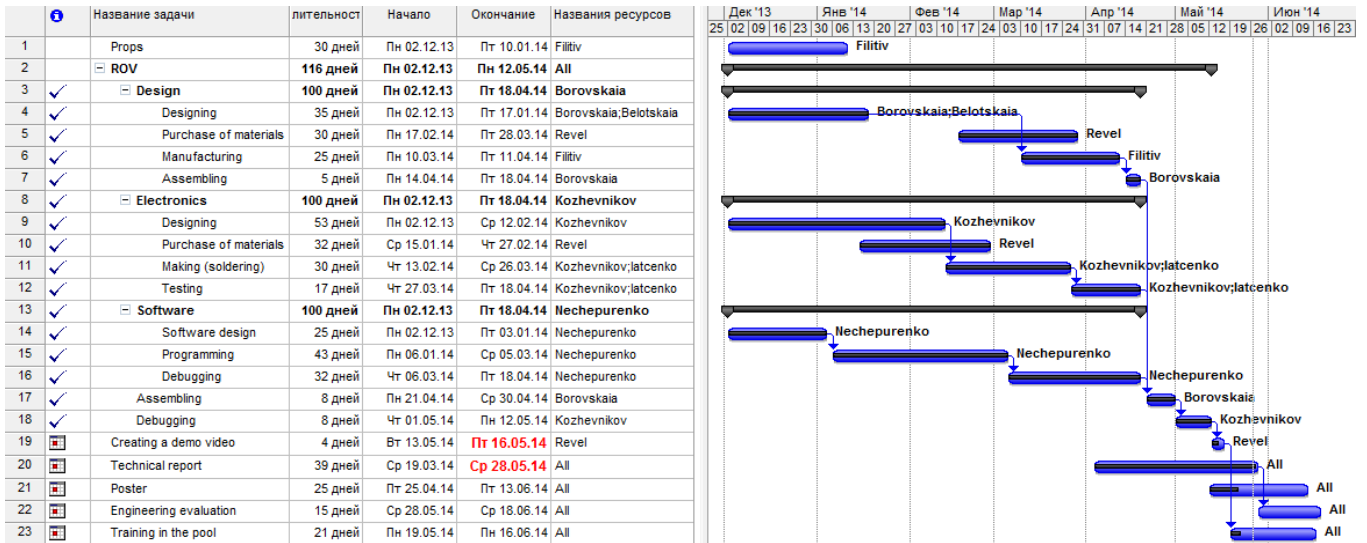 Название задачи лительност Начало Окончание Названия ресурсов Дек '13 Янв '14 Фев '14 Мар '14 Апр '14 Май '14 Июн '14
25 02 09 16 23 30 06 13 20 27 03 10 17 24 03 10 17 24 31 07 14 21 28 05 12 19 26 02 09 16 23
1 Props 30 дней Пн 02.12.13 Пт 10.01.14 Filitiv Filitiv
2 ROV 116 дней Пн 02.12.13 Пн 12.05.14 All
3 Design 100 дней Пн 02.12.13 Пт 18.04.14 Borovskaia
4 Designing 35 дней Пн 02.12.13 Пт 17.01.14 Borovskaia;Belotskaia Borovskaia;Belotskaia
5 Purchase of materials 30 дней Пн 17.02.14 Пт 28.03.14 Revel Revel
6 Manufacturing 25 дней Пн 10.03.14 Пт 11.04.14 Filitiv Filitiv
7 Assembling 5 дней Пн 14.04.14 Пт 18.04.14 Borovskaia Borovskaia
8 Electronics 100 дней Пн 02.12.13 Пт 18.04.14 Kozhevnikov
9 Designing 53 дней Пн 02.12.13 Ср 12.02.14 Kozhevnikov Kozhevnikov
10 Purchase of materials 32 дней Ср 15.01.14 Чт 27.02.14 Revel Revel
11 Making (soldering) 30 дней Чт 13.02.14 Ср 26.03.14 Kozhevnikov;Iatcenko Kozhevnikov;Iatcenko
12 Testing 17 дней Чт 27.03.14 Пт 18.04.14 Kozhevnikov;Iatcenko Kozhevnikov;Iatcenko
13 Software 100 дней Пн 02.12.13 Пт 18.04.14 Nechepurenko
14 Software design 25 дней Пн 02.12.13 Пт 03.01.14 Nechepurenko Nechepurenko
15 Programming 43 дней Пн 06.01.14 Ср 05.03.14 Nechepurenko Nechepurenko
16 Debugging 32 дней Чт 06.03.14 Пт 18.04.14 Nechepurenko Nechepurenko
17 Assembling 8 дней Пн 21.04.14 Ср 30.04.14 Borovskaia Borovskaia
18 Debugging 8 дней Чт 01.05.14 Пн 12.05.14 Kozhevnikov Kozhevnikov
19 Creating a demo video 4 дней Вт 13.05.14 Пт 16.05.14 Revel Revel
20 Technical report 39 дней Ср 19.03.14 Ср 28.05.14 All All
21 Poster 25 дней Пт 25.04.14 Пт 13.06.14 All All
22 Engineering evaluation 15 дней Ср 28.05.14 Ср 18.06.14 All All
23 Training in the pool 21 дней Пн 19.05.14 Пн 16.06.14 All All